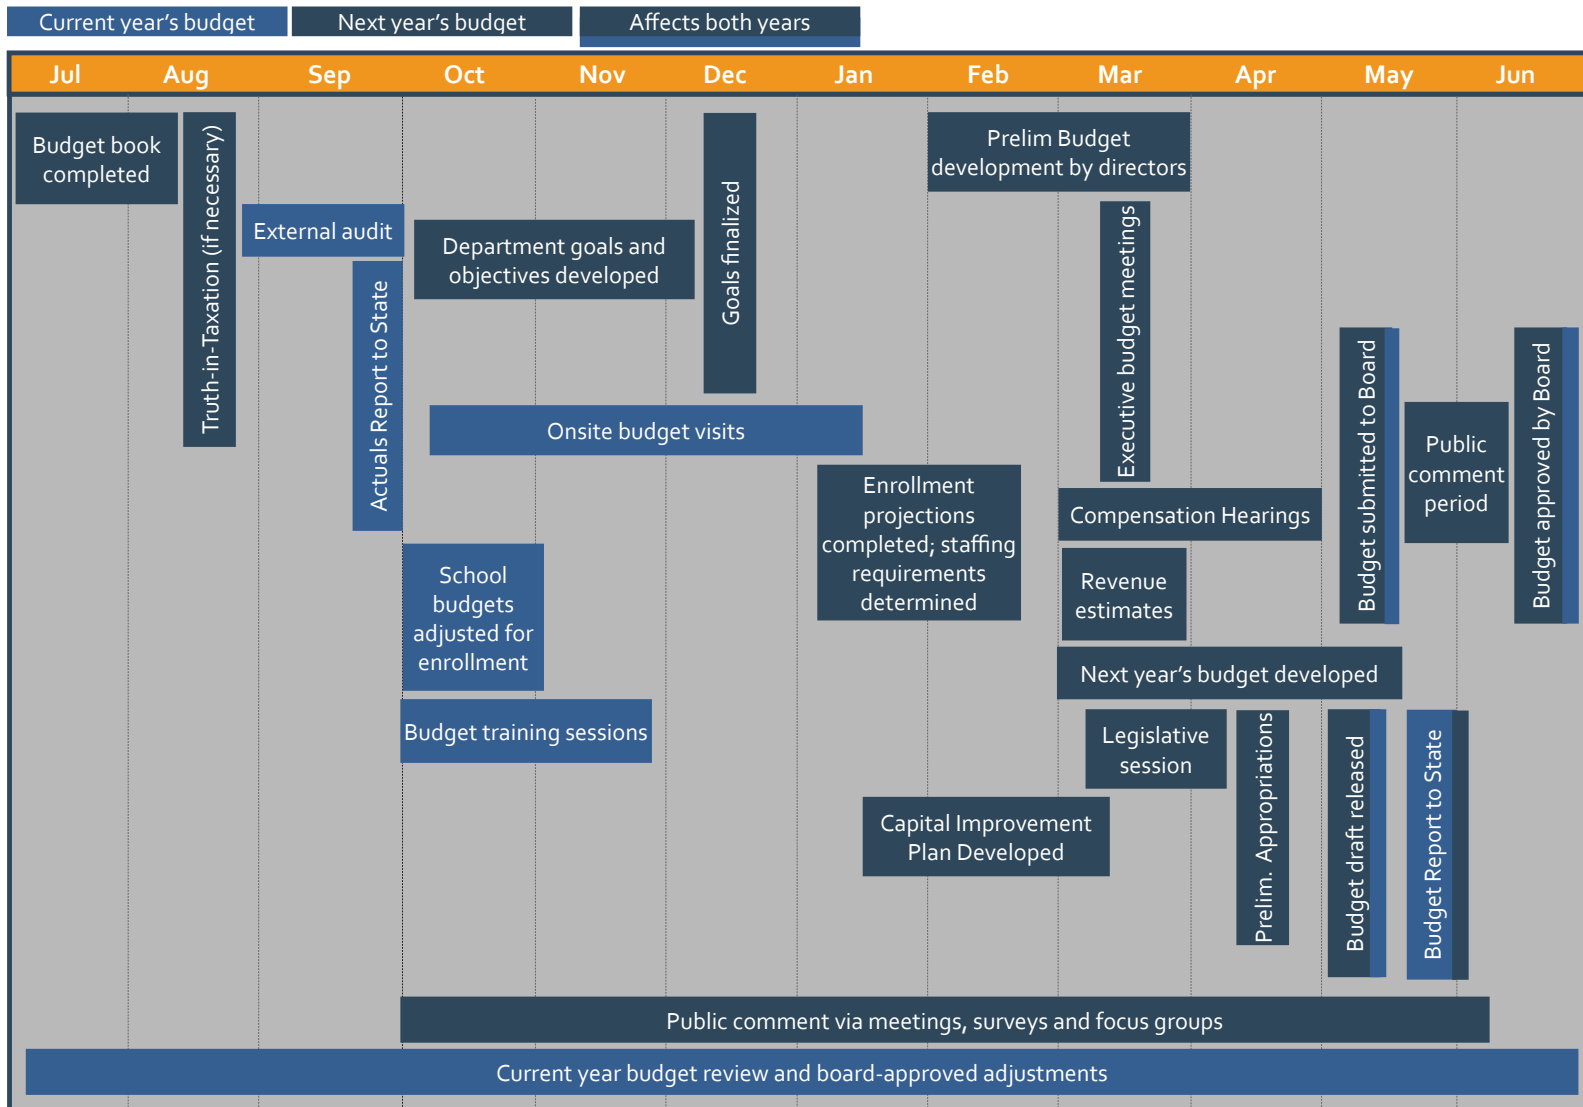 Current year's budget
Next year's budget
Affects both years
Jul
Aug
Sep
Oct
Nov
Dec
Jan
Feb
Mar
Apr
May
Jun
Budget book
completed
Truth-in-Taxation (if necessary)
External audit
Actuals Report to State
Department goals and
objectives developed
Goals finalized
Onsite budget visits
School
budgets
adjusted for
enrollment
Budget training sessions
Prelim Budget
development by directors
Executive budget meetings
Enrollment
projections
completed; staffing
requirements
determined
Compensation Hearings
Revenue
estimates
Next year's budget developed
Legislative
session
Capital Improvement
Plan Developed
Prelim. Appropriations
Budget submitted to Board
Public
comment
period
Budget approved by Board
Budget draft released
Budget Report to State
Public comment via meetings, surveys and focus groups
Current year budget review and board-approved adjustments